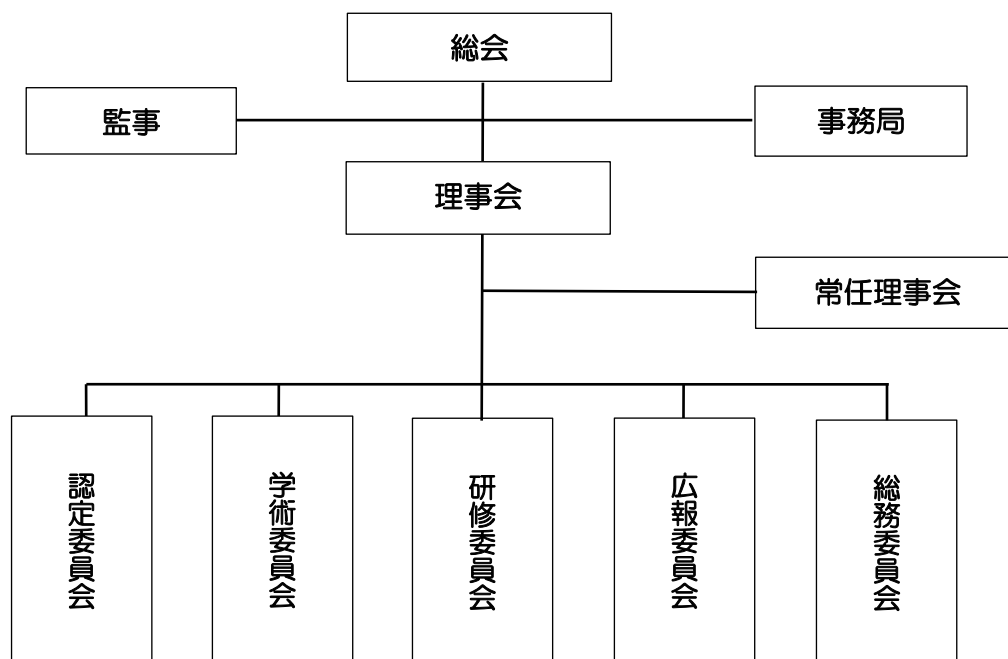 総会
監事
事務局
理事会
常任理事会
認定委員会
学術委員会
研修委員会
広報委員会
総務委員会